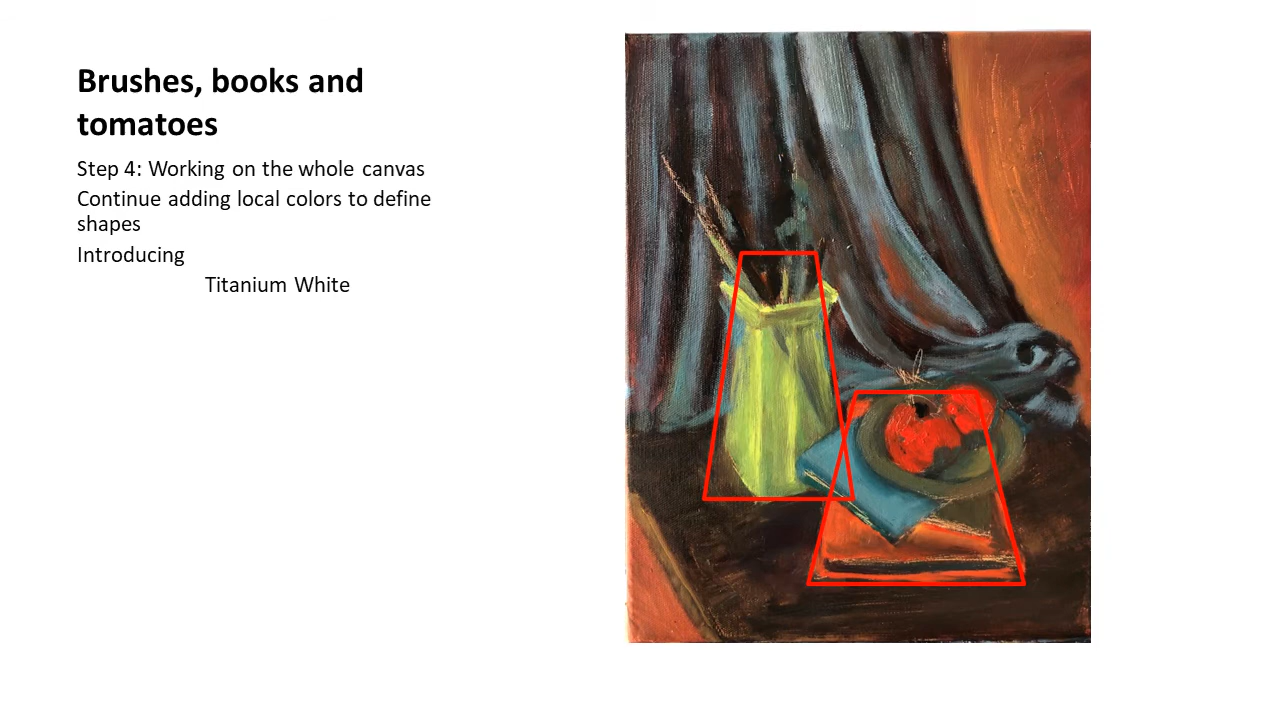 Brushes, books and
tomatoes
Step 4: Working on the whole canvas
Continue adding local colors to define
shapes
Introducing
Titanium White